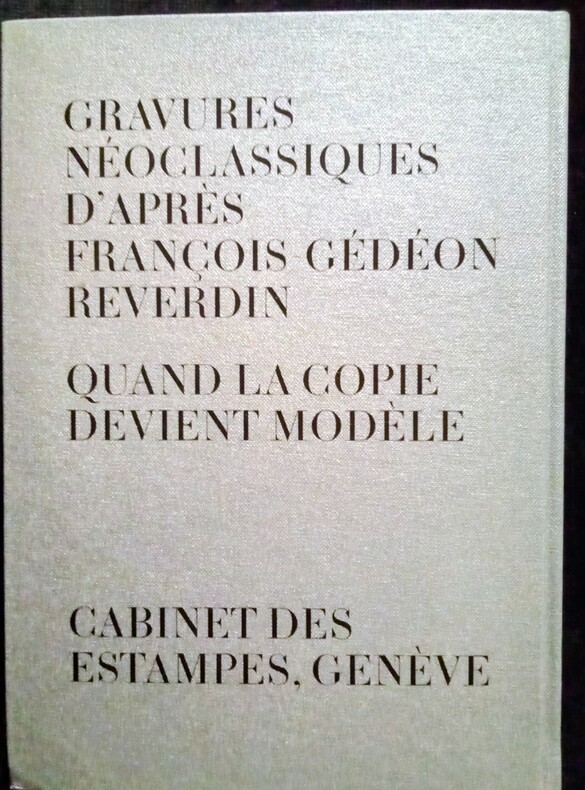 GRAVURES
NÉOCLASSIQUES
D'APRÈS
FRANÇOIS-GÉDÉON
REVERDIN
QUAND LA COPIE
DEVIENT MODÈLE
CABINET DES
ESTAMPES, GENÈVE